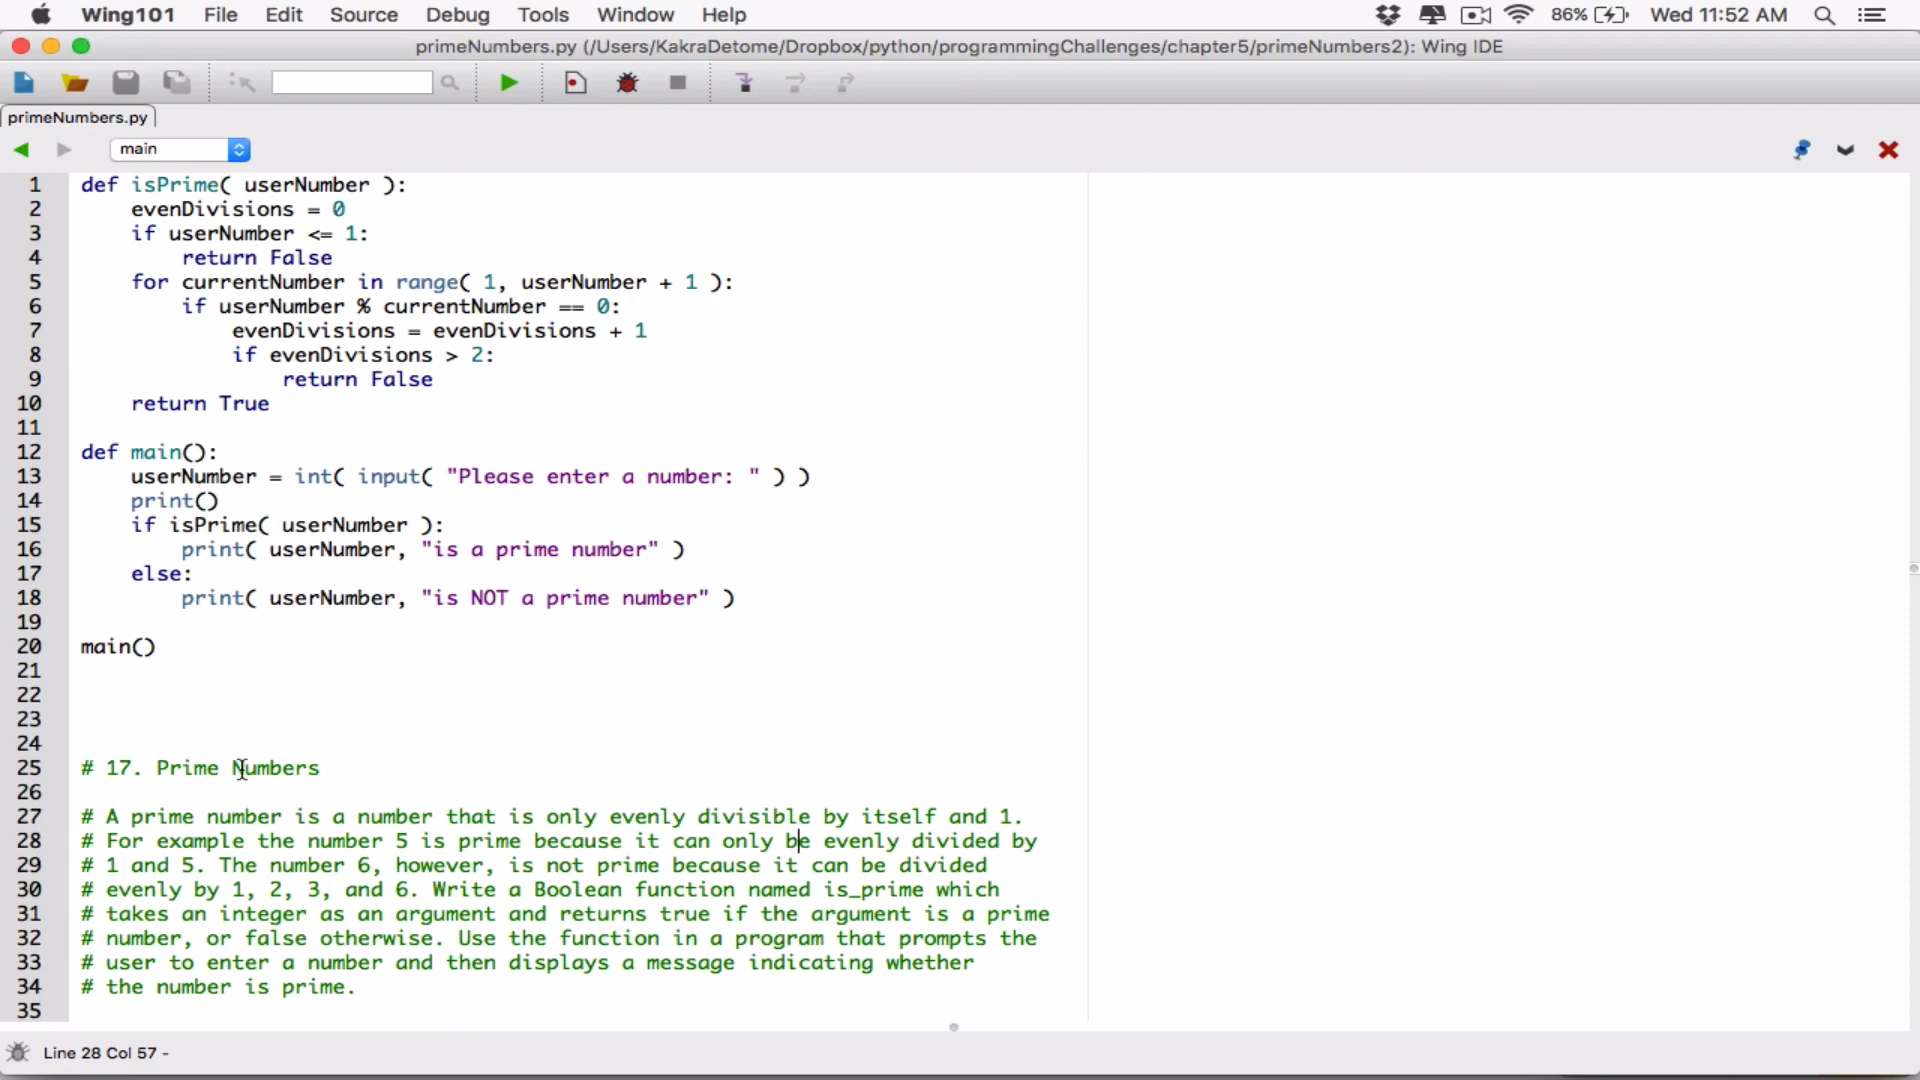 Wing101 File Edit Source Debug Tools Window Help 86% Wed 11:52 AM
primeNumbers.py (/Users/KakraDetome/Dropbox/python/programmingChallenges/chapter5/primeNumbers2): Wing IDE
primeNumbers.py
main
1 def isPrime( userNumber ):
2     evenDivisions = 0
3     if userNumber <= 1:
4         return False
5     for currentNumber in range( 1, userNumber + 1 ):
6         if userNumber % currentNumber == 0:
7             evenDivisions = evenDivisions + 1
8             if evenDivisions > 2:
9                 return False
10     return True
11
12 def main():
13     userNumber = int( input( "Please enter a number: " ) )
14     print()
15     if isPrime( userNumber ):
16         print( userNumber, "is a prime number" )
17     else:
18         print( userNumber, "is NOT a prime number" )
19
20 main()
21
22
23
24
25 # 17. Prime Numbers
26
27 # A prime number is a number that is only evenly divisible by itself and 1.
28 # For example the number 5 is prime because it can only be evenly divided by
29 # 1 and 5. The number 6, however, is not prime because it can be divided
30 # evenly by 1, 2, 3, and 6. Write a Boolean function named is_prime which
31 # takes an integer as an argument and returns true if the argument is a prime
32 # number, or false otherwise. Use the function in a program that prompts the
33 # user to enter a number and then displays a message indicating whether
34 # the number is prime.
35
Line 28 Col 57 -